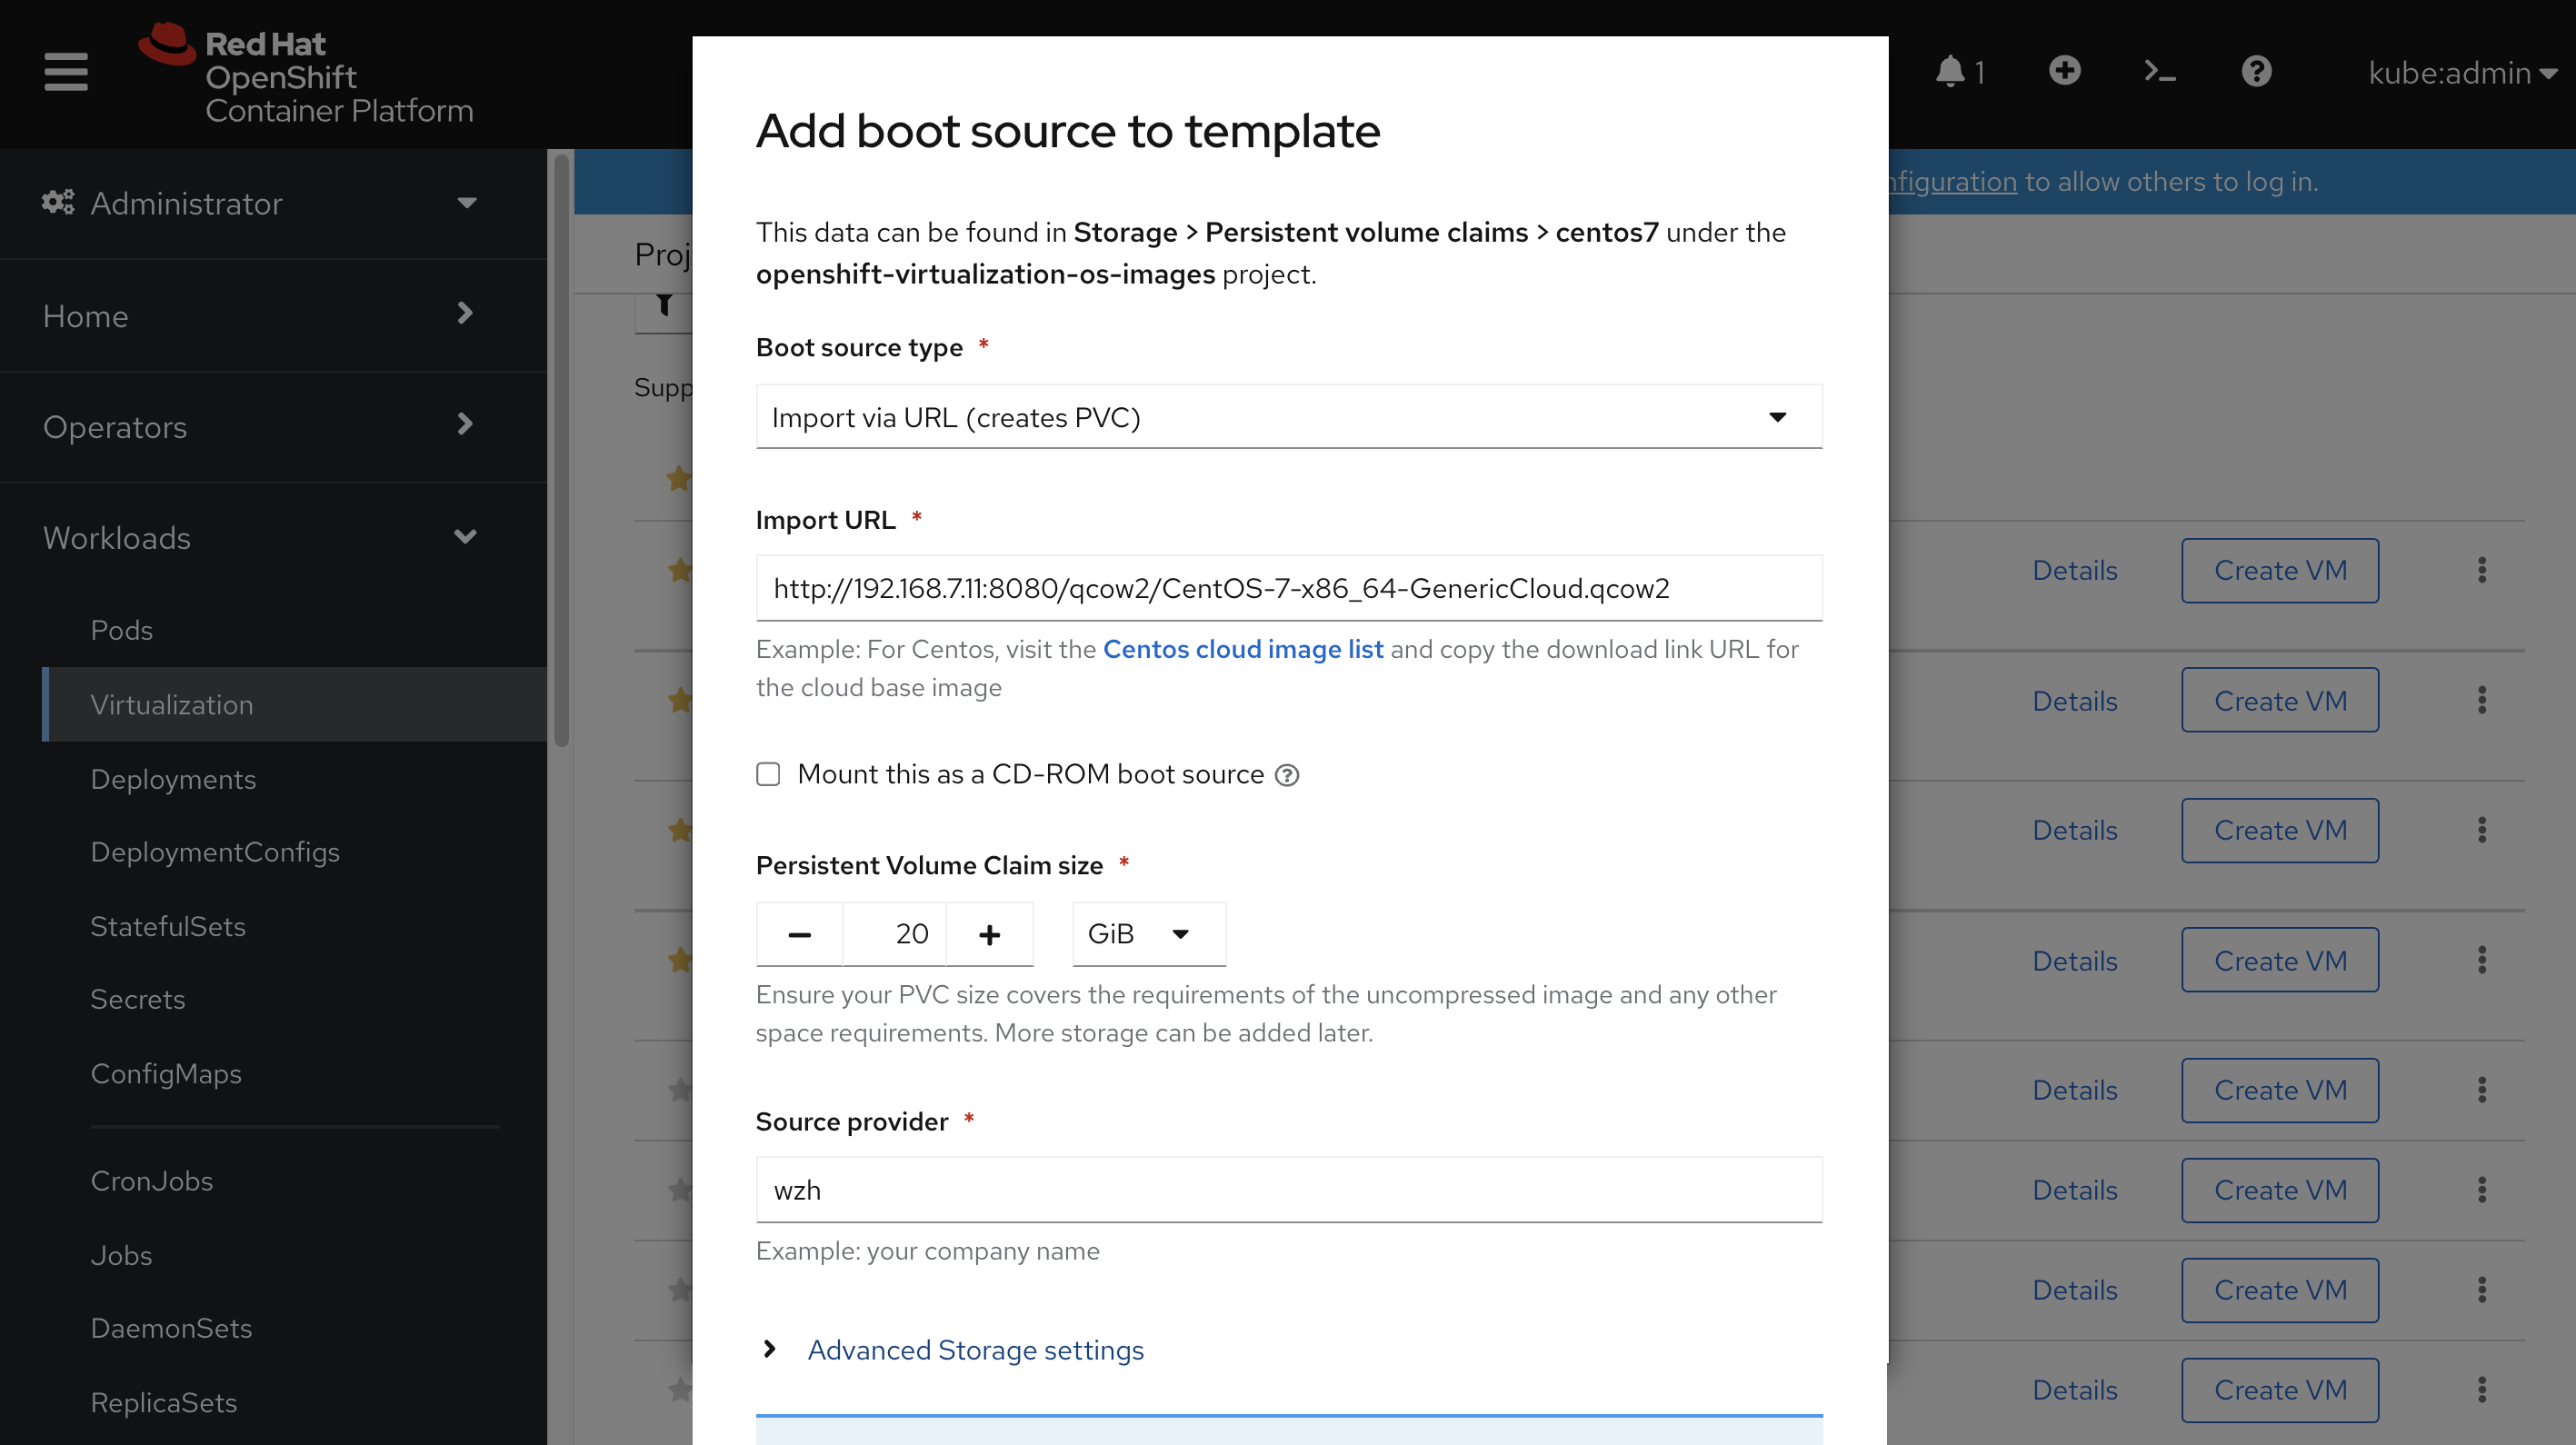 Red Hat
OpenShift
Container Platform
1
kube:admin
Administrator
Home
Operators
Workloads
Pods
Virtualization
Deployments
DeploymentConfigs
StatefulSets
Secrets
ConfigMaps
CronJobs
Jobs
DaemonSets
ReplicaSets
nfiguration to allow others to log in.
Proj
Supp
Add boot source to template
This data can be found in Storage > Persistent volume claims > centos7 under the
openshift-virtualization-os-images project.
Boot source type *
Import via URL (creates PVC)
Import URL *
http://192.168.7.11:8080/qcow2/CentOS-7-x86_64-GenericCloud.qcow2
Example: For Centos, visit the Centos cloud image list and copy the download link URL for
the cloud base image
Mount this as a CD-ROM boot source
Persistent Volume Claim size *
20 GiB
Ensure your PVC size covers the requirements of the uncompressed image and any other
space requirements. More storage can be added later.
Source provider *
wzh
Example: your company name
Advanced Storage settings
Details Create VM
Details Create VM
Details Create VM
Details Create VM
Details Create VM
Details Create VM
Details Create VM
Details Create VM